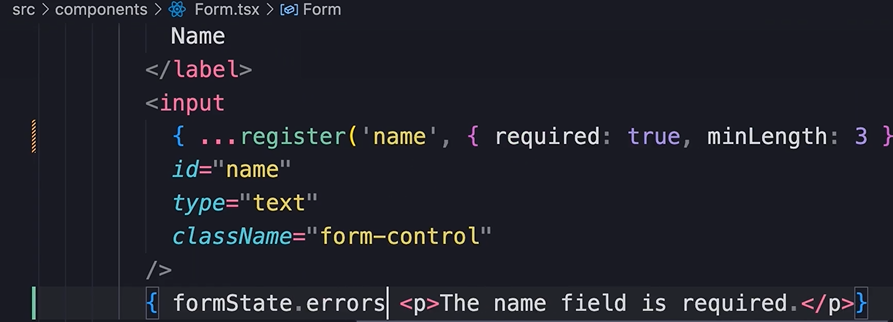 src > components > Form.tsx > Form
Name
</label>
<input
{ ...register('name', { required: true, minLength: 3 }
id="name"
type="text"
className="form-control"
/>
{ formState.errors <p>The name field is required.</p>}